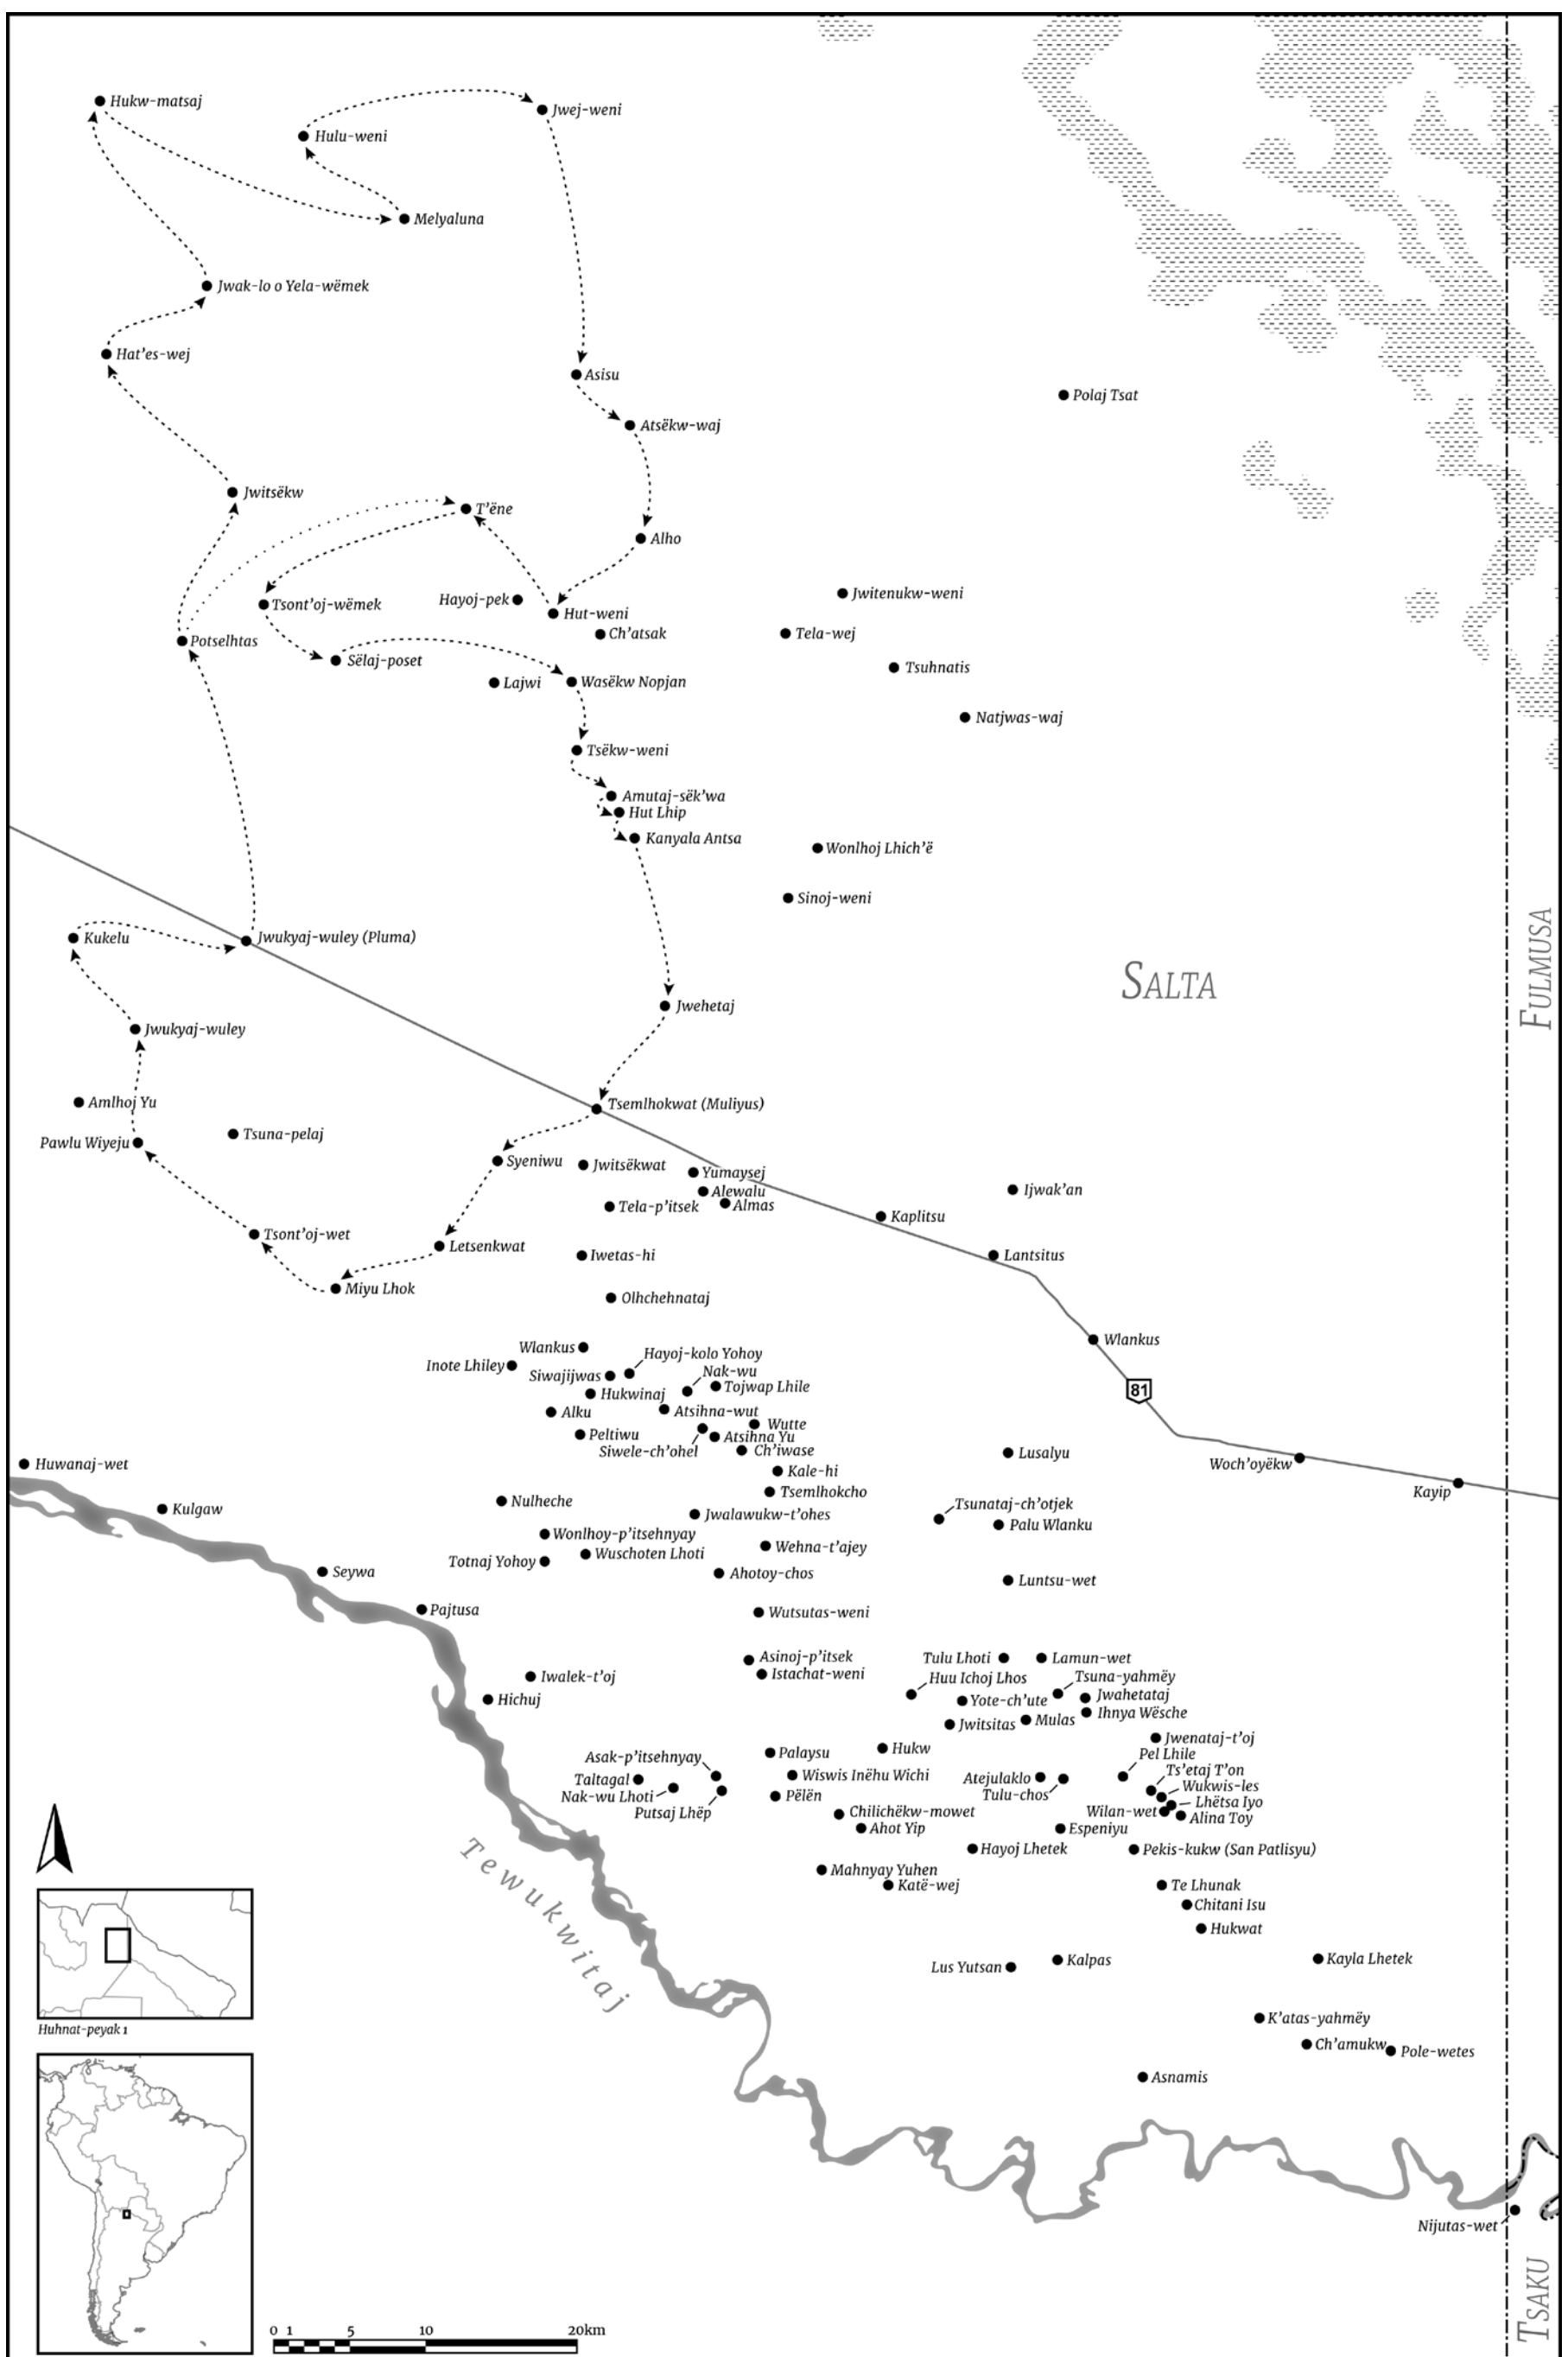 Hukw-matsaj
Jwej-weni
Hulu-weni
Melyaluna
Jwak-lo o Yela-wëmek
Hat'es-wej
Asisu
Polaj Tsat
Atsëkw-waj
Jwitsëkw
T'ëne
Alho
Jwitenukw-weni
Hayoj-pek
Tsont'oj-wëmek
Hut-weni
Ch'atsak
Tela-wej
Potselhtas
Sëlaj-poset
Tsuhnatis
Lajwi
Wasëkw Nopjan
Natjwas-waj
Tsëkw-weni
Amutaj-sëk'wa
Hut Lhip
Kanyala Antsa
Wonlhoj Lhich'ë
Sinoj-weni
Kukelu
Jwukyaj-wuley (Pluma)
SALTA
FULMUSA
Jwehetaj
Jwukyaj-wuley
Amlhoj Yu
Tsemlhokwat (Muliyus)
Tsuna-pelaj
Pawlu Wiyeju
Syeniwu
Jwitsëkwat
Yumaysej
Alewalu
Almas
Tela-p'itsek
Ijwak'an
Kaplitsu
Tsont'oj-wet
Letsenkwat
Iwetas-hi
Lantsitus
Miyu Lhok
Olhchehnataj
Wlankus
Wlankus
Hayoj-kolo Yohoy
Inote Lhiley
Siwajijwas
Nak-wu
Tojwap Lhile
81
Hukwinaj
Alku
Atsihna-wut
Wutte
Peltiwu
Atsihna Yu
Siwele-ch'ohel
Ch'iwase
Lusalyu
Woch'oyëkw
Huwanaj-wet
Kale-hi
Kayip
Tsemlhokcho
Nulheche
Tsunataj-ch'otjek
Kulgaw
Jwalawukw-t'ohes
Palu Wlanku
Wonlhoy-p'itsehnyay
Wehna-t'ajey
Wuschoten Lhoti
Totnaj Yohoy
Seywa
Ahotoy-chos
Luntsu-wet
Pajtusa
Wutsutas-weni
Asinoj-p'itsek
Tulu Lhoti
Lamun-wet
Istachat-weni
Iwalek-t'oj
Huu Ichoj Lhos
Tsuna-yahmëy
Hichuj
Yote-ch'ute
Jwahetataj
Ihnya Wësche
Jwitsitas
Mulas
Jwenataj-t'oj
Palaysu
Hukw
Pel Lhile
Asak-p'itsehnyay
Ts'etaj T'on
Taltagal
Wiswis Inëhu Wichi
Atejulaklo
Wukwis-les
Nak-wu Lhoti
Pëlën
Tulu-chos
Lhëtsa Iyo
Putsaj Lhëp
Chilichëkw-mowet
Wilan-wet
Alina Toy
Ahot Yip
Espeniyu
Hayoj Lhetek
Pekis-kukw (San Patlisyu)
Mahnyay Yuhen
Katë-wej
Te Lhunak
Chitani Isu
Tewukwitaj
Hukwat
Lus Yutsan
Kalpas
Kayla Lhetek
Huhnat-peyak 1
K'atas-yahmëy
Ch'amukw
Pole-wetes
Asnamis
Nijutas-wet
TSAKU
0 1 5 10 20km